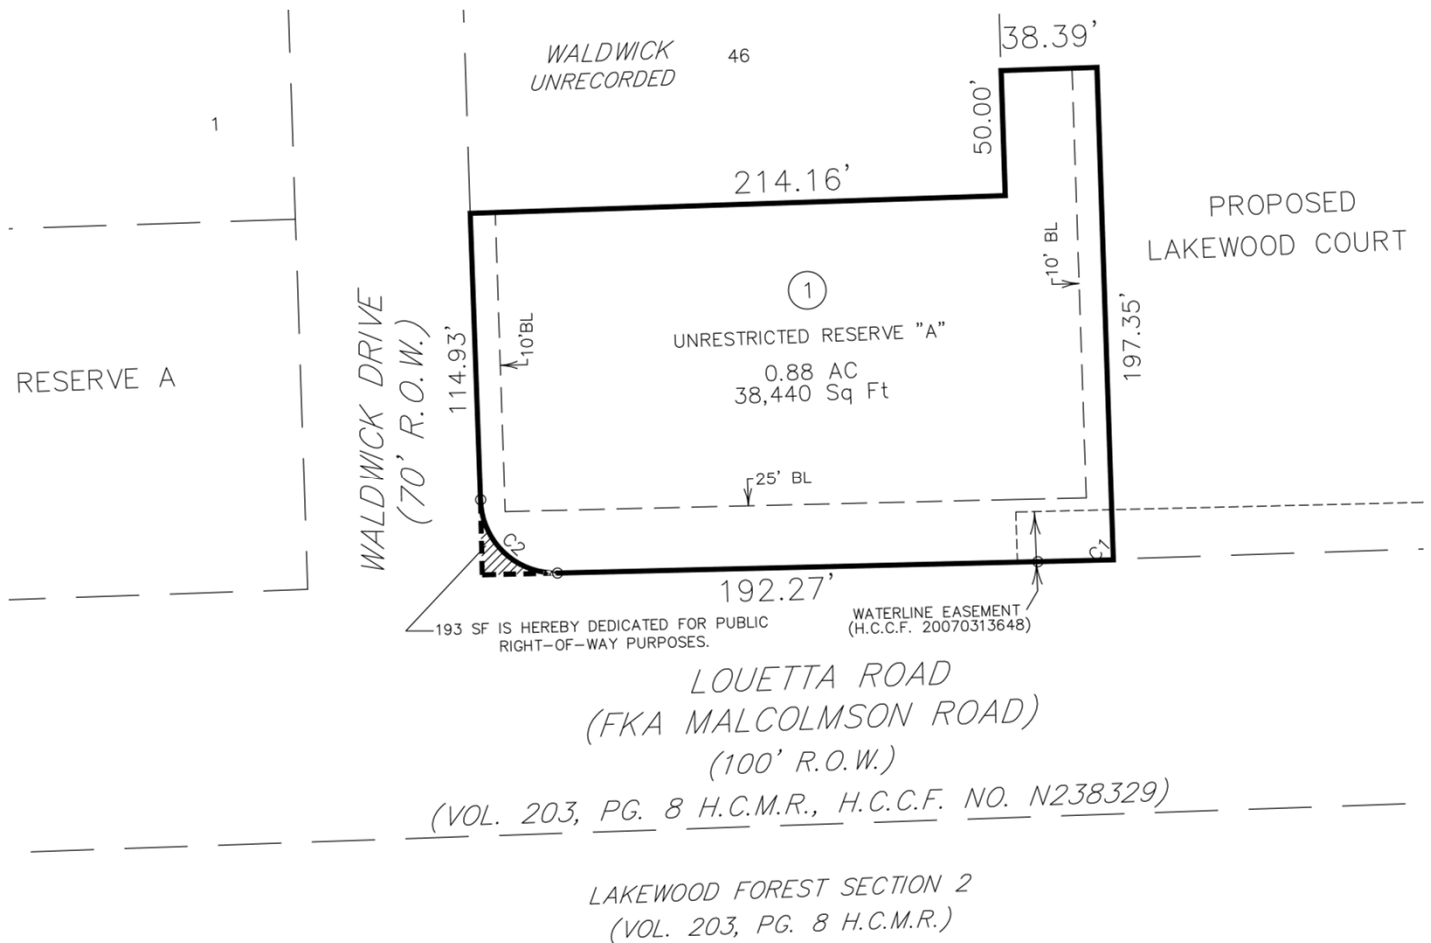 38.39'
WALDWICK
UNRECORDED
46
50.00'
1
214.16'
PROPOSED
LAKEWOOD COURT
10' BL
1
UNRESTRICTED RESERVE "A"
0.88 AC
38,440 Sq Ft
10'BL
114.93'
197.35'
WALDWICK DRIVE
(70' R.O.W.)
RESERVE A
25' BL
C2
C1
192.27'
193 SF IS HEREBY DEDICATED FOR PUBLIC
RIGHT-OF-WAY PURPOSES.
WATERLINE EASEMENT
(H.C.C.F. 20070313648)
LOUETTA ROAD
(FKA MALCOLMSON ROAD)
(100' R.O.W.)
(VOL. 203, PG. 8 H.C.M.R., H.C.C.F. NO. N238329)
LAKEWOOD FOREST SECTION 2
(VOL. 203, PG. 8 H.C.M.R.)